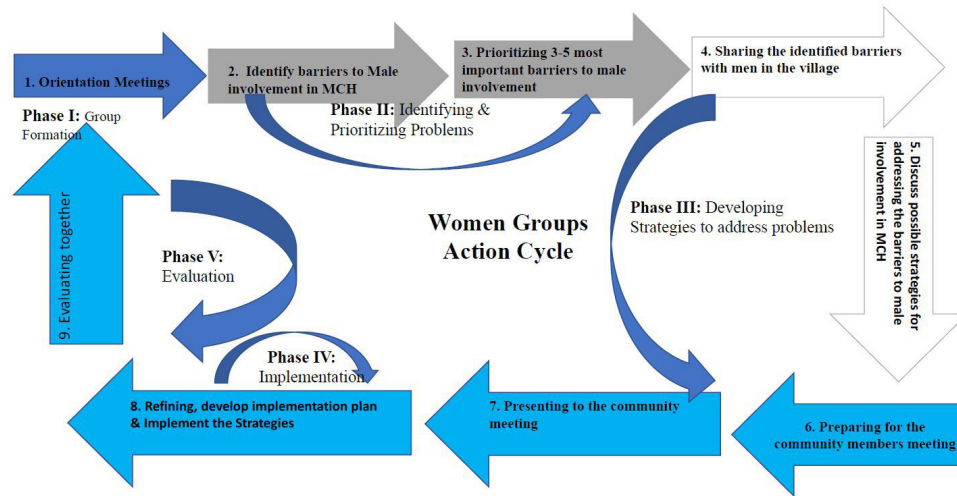 1. Orientation Meetings
2. Identify barriers to Male
involvement in MCH
3. Prioritizing 3-5 most
important barriers to male
involvement
4. Sharing the identified barriers
with men in the village
Phase I: Group
Formation
Phase II: Identifying &
Prioritizing Problems
5. Discuss possible strategies for
addressing the barriers to male
involvement in MCH
Women Groups
Action Cycle
Phase III: Developing
Strategies to address problems
Phase V:
Evaluation
9. Evaluating together
Phase IV:
Implementation
8. Refining, develop implementation plan
& Implement the Strategies
7. Presenting to the community
meeting
6. Preparing for the
community members meeting